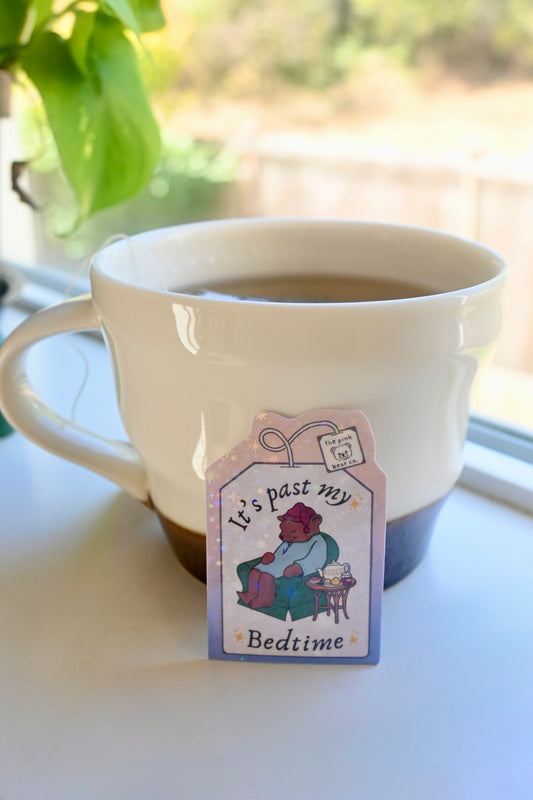 the pink
bear co.
It's past my
Bedtime